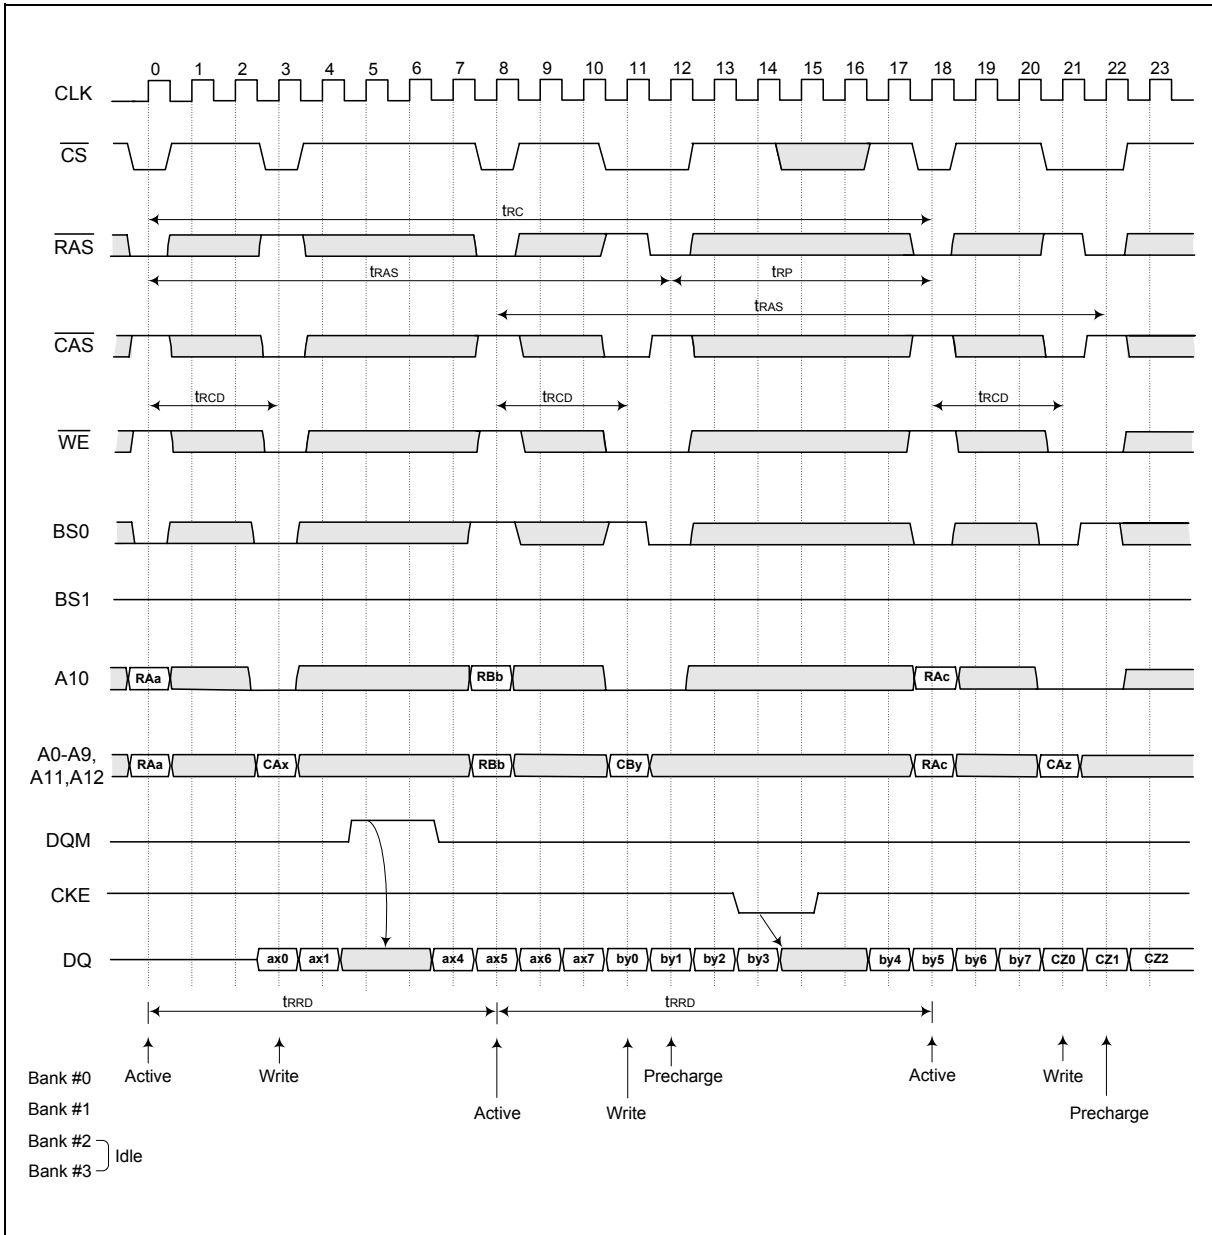 0 1 2 3 4 5 6 7 8 9 10 11 12 13 14 15 16 17 18 19 20 21 22 23
CLK
CS
tRC
RAS
tRAS tRP
tRAS
CAS
tRCD tRCD tRCD
WE
BS0
BS1
A10 RAa RBb RAc
A0-A9,
A11,A12
RAa CAx RBb CBy RAc CAz
DQM
CKE
DQ ax0 ax1 ax4 ax5 ax6 ax7 by0 by1 by2 by3 by4 by5 by6 by7 CZ0 CZ1 CZ2
tRRD tRRD
Bank #0 Active Write Precharge Active Write
Bank #1 Active Write Precharge
Bank #2
Idle
Bank #3